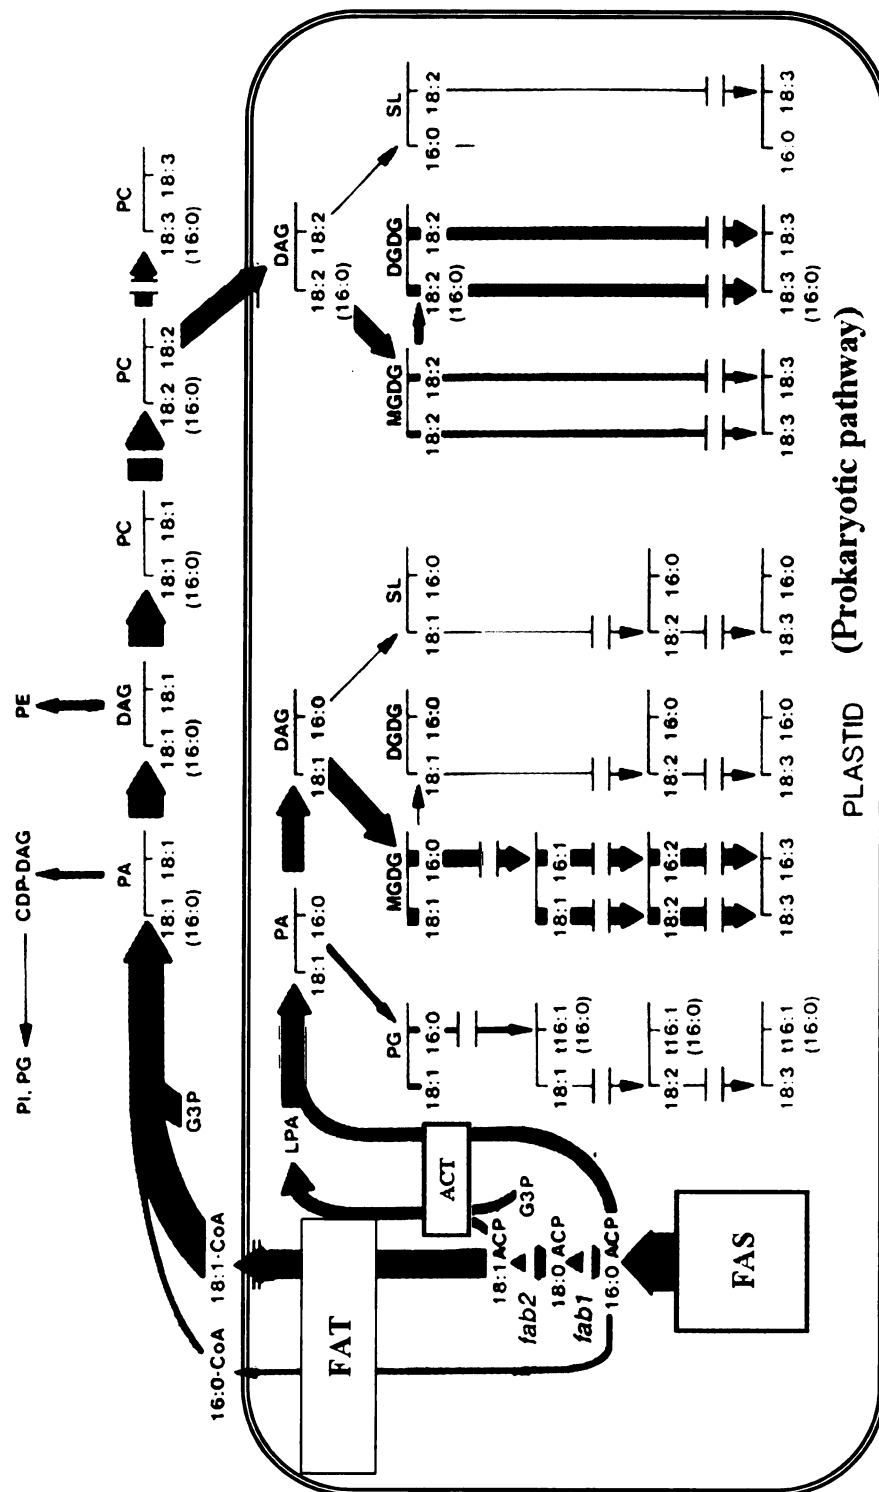 PI, PG CDP-DAG PE
PA DAG PC PC PC
18:1 18:1 18:1 18:1 18:1 18:1 18:2 18:2 18:3 18:3
(16:0) (16:0) (16:0) (16:0) (16:0)
G3P
16:0-CoA 18:1-CoA
PA DAG DAG
LPA
18:1 16:0 18:1 16:0 18:2 18:2
(16:0)
FAT
PG MGDG DGDG SL MGDG DGDG SL
18:1 16:0 18:1 16:0 18:1 16:0 18:1 16:0 18:2 18:2 18:2 18:2 16:0 18:2
(16:0)
ACT
18:1 ACP G3P
fab2
18:1 t16:1 18:1 16:1
(16:0)
18:0 ACP
fab1
16:0 ACP
18:2 t16:1 18:2 16:2 18:2 16:0 18:2 16:0
(16:0)
FAS
18:3 t16:1 18:3 16:3 18:3 16:0 18:3 16:0 18:3 18:3 18:3 18:3 16:0 18:3
(16:0) (16:0)
PLASTID (Prokaryotic pathway)